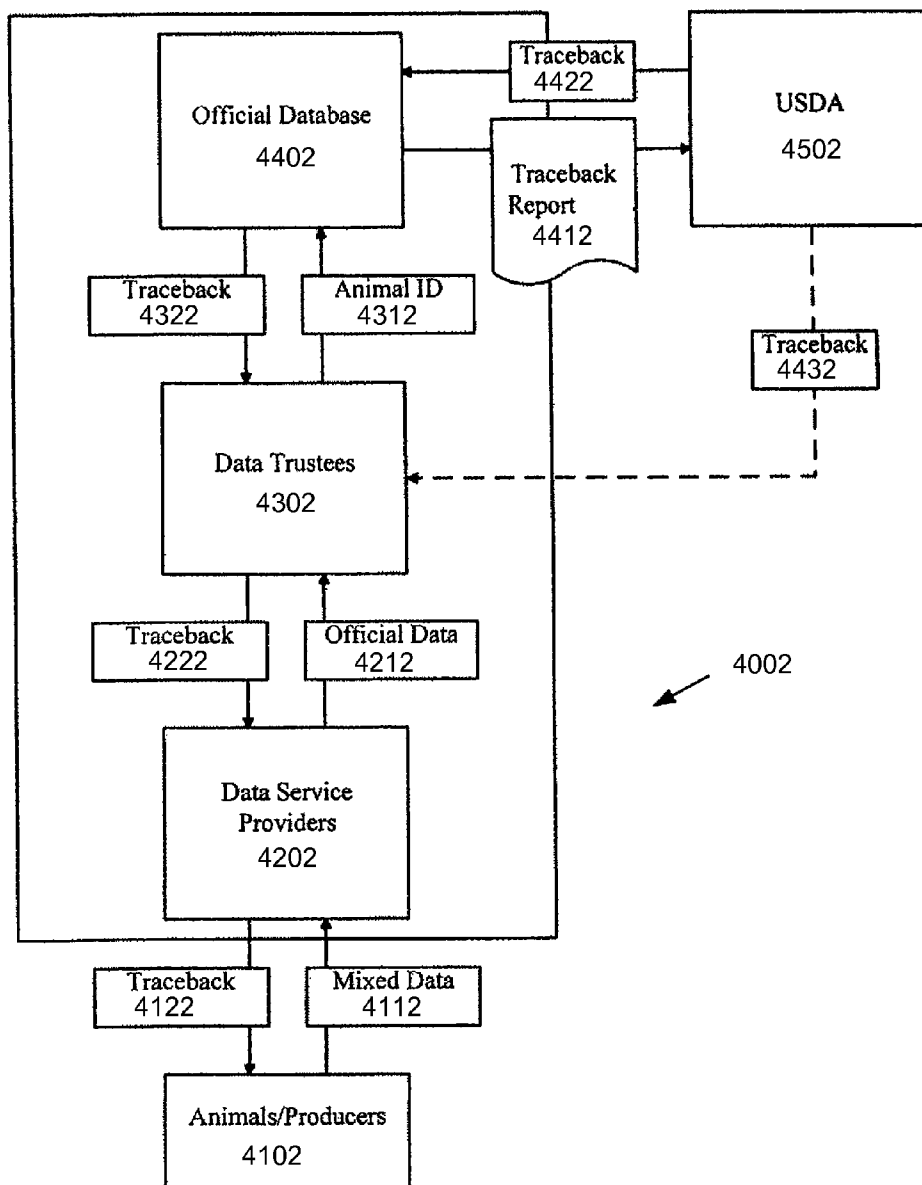 Traceback
4422
Official Database
4402
USDA
4502
Traceback
Report
4412
Traceback
4322
Animal ID
4312
Traceback
4432
Data Trustees
4302
Traceback
4222
Official Data
4212
4002
Data Service
Providers
4202
Traceback
4122
Mixed Data
4112
Animals/Producers
4102